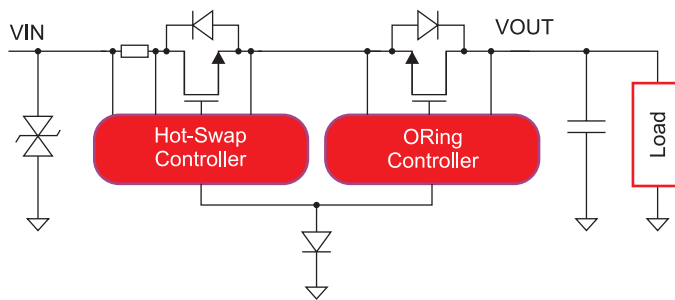 VIN
VOUT
Hot-Swap
Controller
ORing
Controller
Load